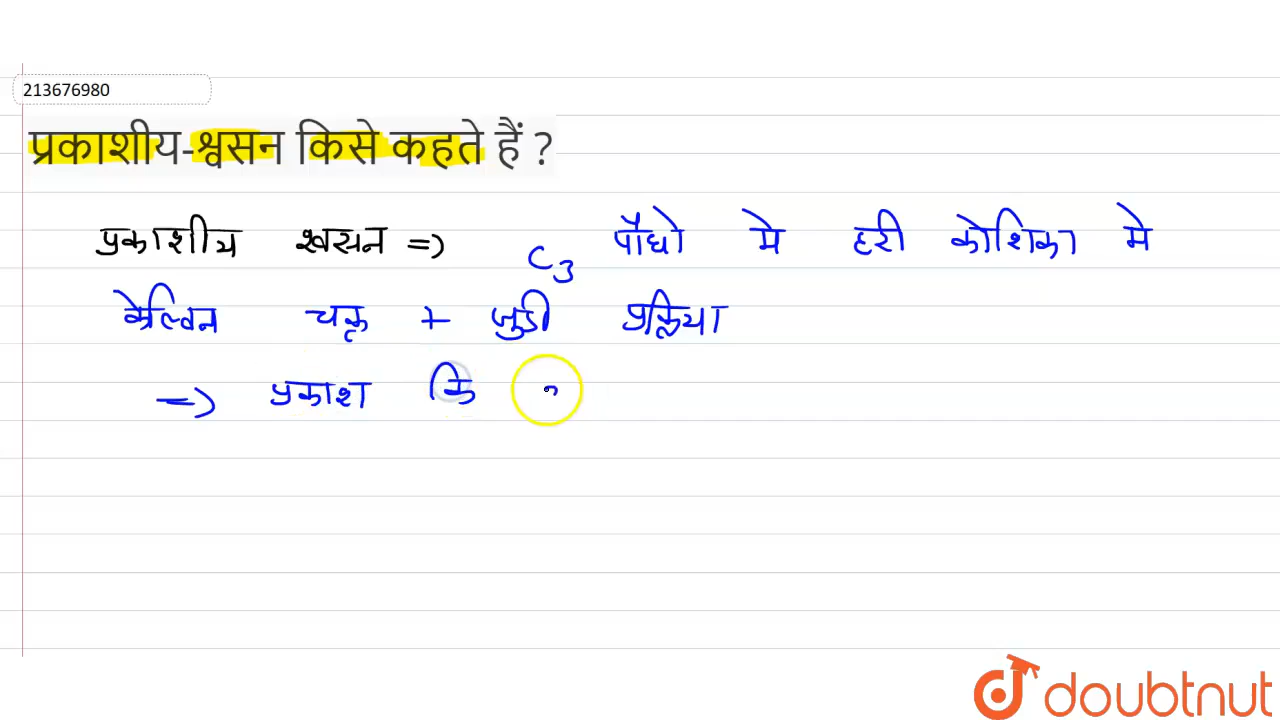 213676980
प्रकाशीय-श्वसन किसे कहते हैं ?
प्रकाशीय श्वसन => C3 पौधो मे हरी कोशिका मे
केल्विन चक्र + जुडी प्रक्रिया
=> प्रकाश कि
doubtnut